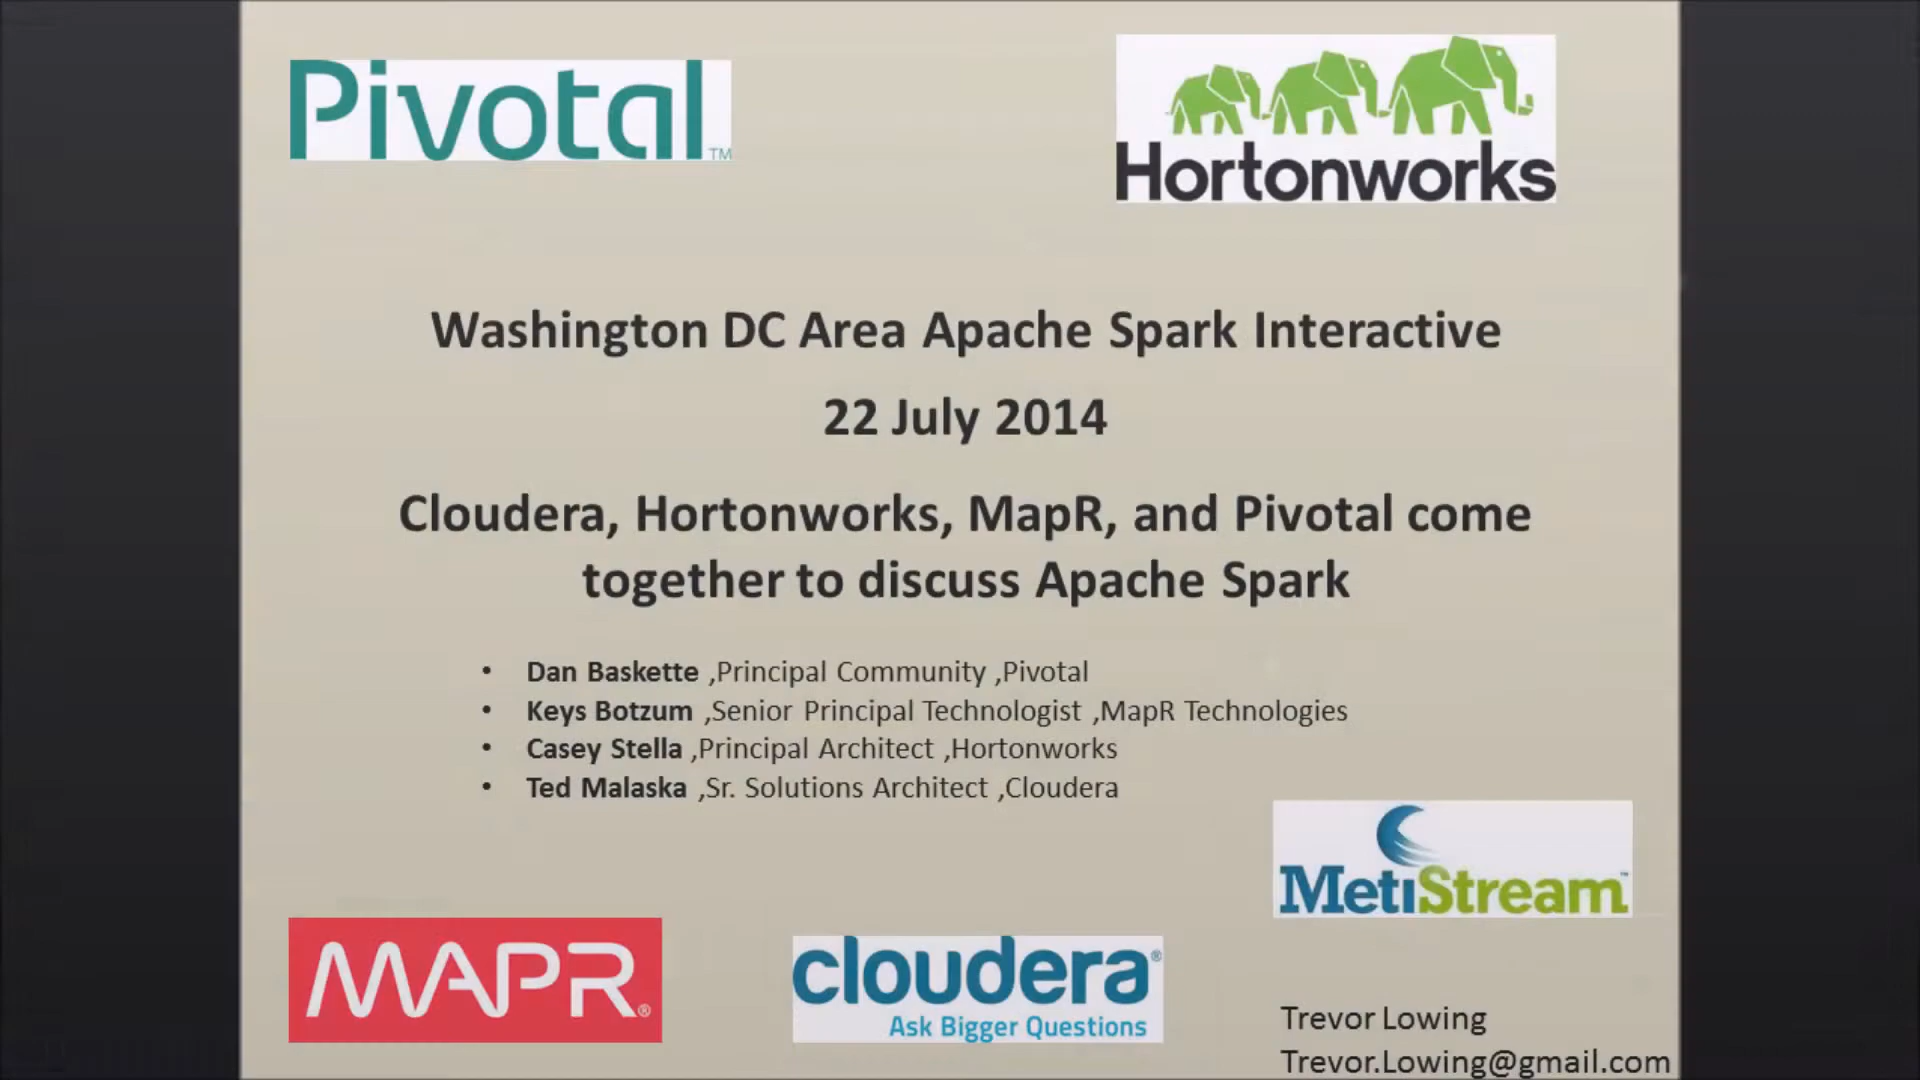 Pivotal™
Hortonworks
Washington DC Area Apache Spark Interactive
22 July 2014
Cloudera, Hortonworks, MapR, and Pivotal come
together to discuss Apache Spark
• Dan Baskette ,Principal Community ,Pivotal
• Keys Botzum ,Senior Principal Technologist ,MapR Technologies
• Casey Stella ,Principal Architect ,Hortonworks
• Ted Malaska ,Sr. Solutions Architect ,Cloudera
MetiStream™
MAPR®
cloudera®
Ask Bigger Questions
Trevor Lowing
Trevor.Lowing@gmail.com